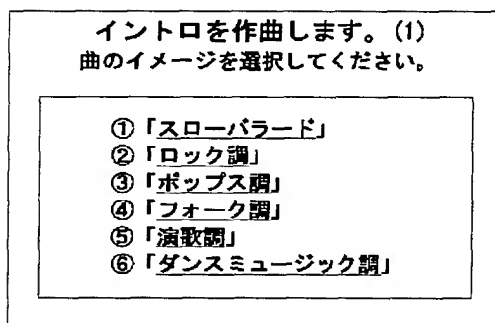 イントロを作曲します。(1)
曲のイメージを選択してください。
①「スローバラード」
②「ロック調」
③「ポップス調」
④「フォーク調」
⑤「演歌調」
⑥「ダンスミュージック調」